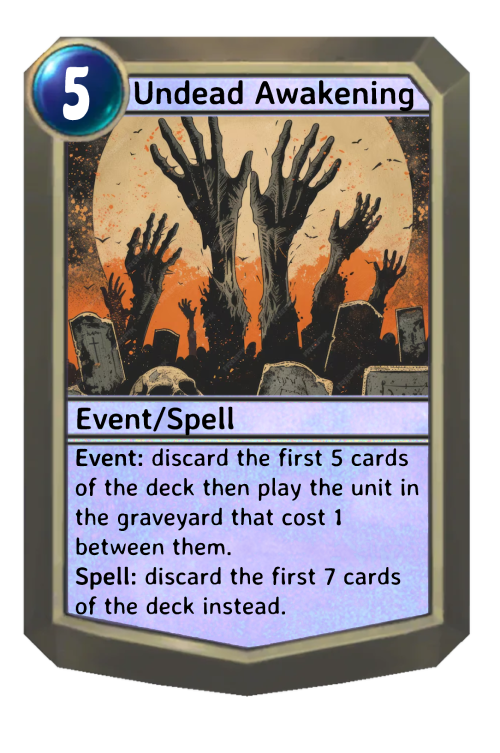 5
Undead Awakening
Event/Spell
Event: discard the first 5 cards
of the deck then play the unit in
the graveyard that cost 1
between them.
Spell: discard the first 7 cards
of the deck instead.